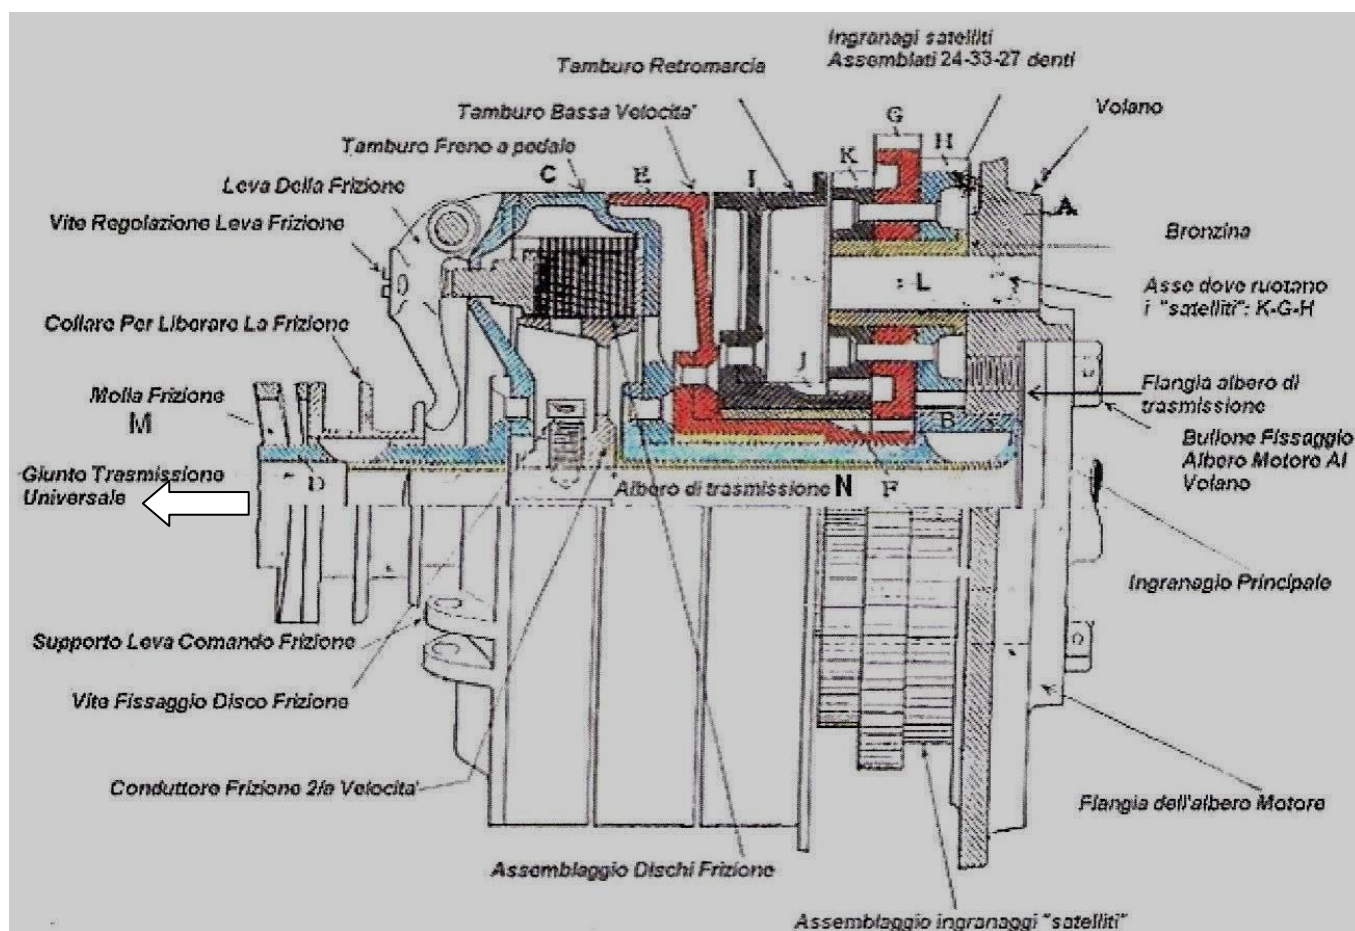 Ingranagi satelliti
Assemblati 24-33-27 denti
Tamburo Retromarcia
Volano
Tamburo Bassa Velocita'
G
Tamburo Freno a pedale
K
H
C
E
I
Leva Della Frizione
A
Vite Regolazione Leva Frizione
Bronzina
L
Asse dove ruotano
i "satelliti": K-G-H
Collare Per Liberare La Frizione
J
Flangia albero di
trasmissione
Molla Frizione
M
B
Bullone Fissaggio
Albero Motore Al
Volano
Giunto Trasmissione
Universale
D
Albero di trasmissione N
F
Ingranagio Principale
Supporto Leva Comando Frizione
Vite Fissaggio Disco Frizione
Conduttore Frizione 2/a Velocita'
Flangia dell'albero Motore
Assemblaggio Dischi Frizione
Assemblaggio ingranaggi "satelliti"